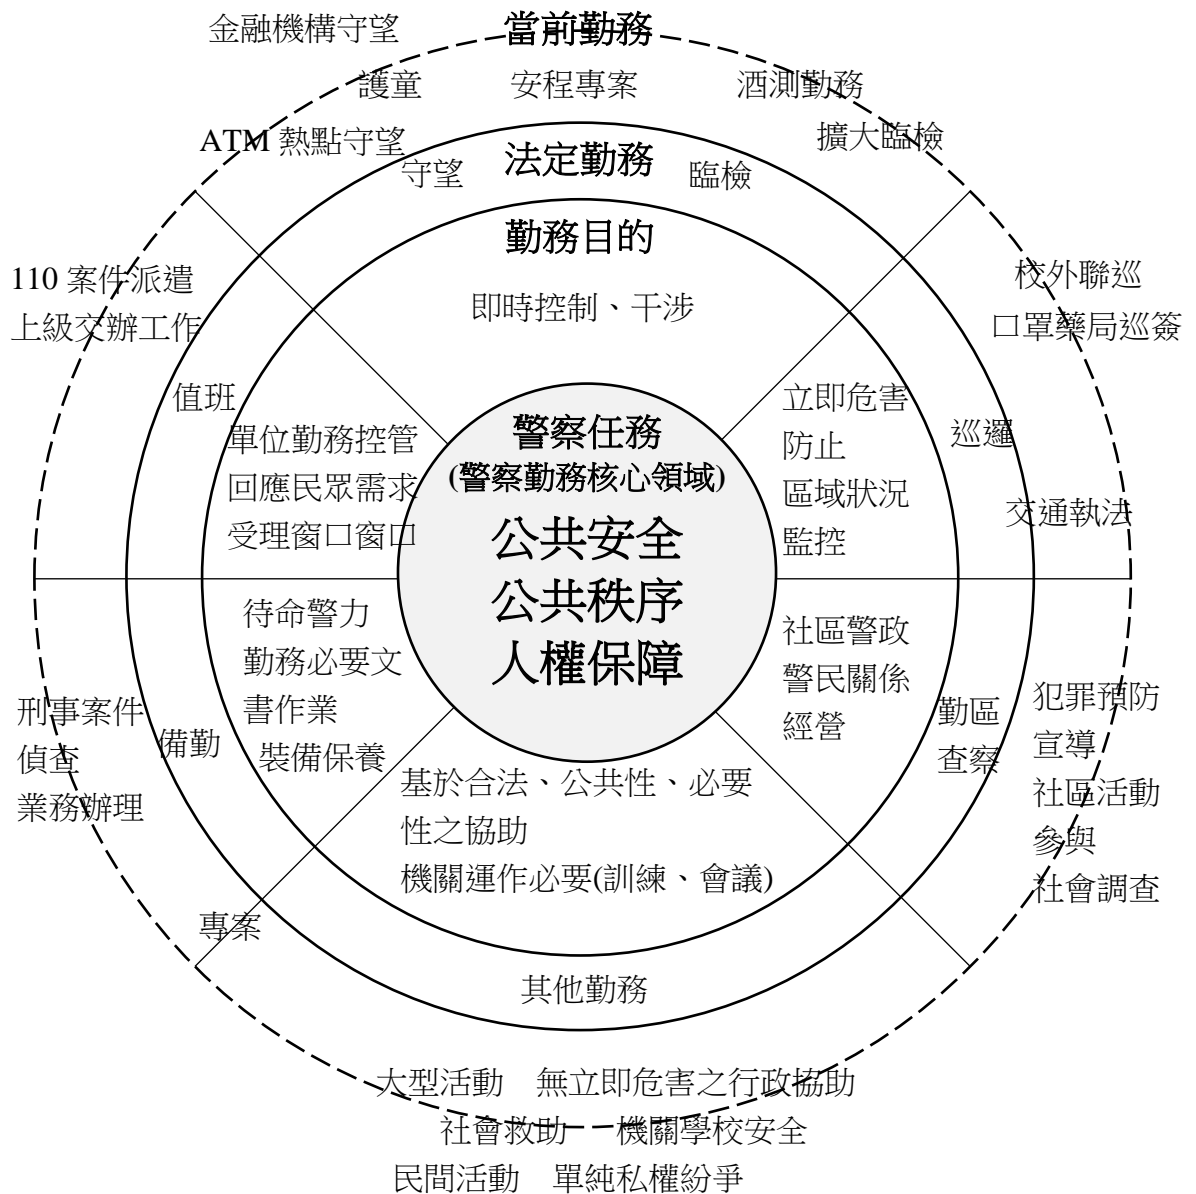 金融機構守望
當前勤務
護童
安程專案
酒測勤務
ATM 熱點守望
擴大臨檢
守望
法定勤務
臨檢
勤務目的
即時控制、干涉
110 案件派遣
上級交辦工作
校外聯巡
口罩藥局巡簽
值班
單位勤務控管
回應民眾需求
受理窗口窗口
警察任務
(警察勤務核心領域)
公共安全
公共秩序
人權保障
立即危害
防止
區域狀況
監控
巡邏
交通執法
待命警力
勤務必要文
書作業
裝備保養
社區警政
警民關係
經營
刑事案件
偵查
業務辦理
備勤
勤區
查察
犯罪預防
宣導
社區活動
參與
社會調查
基於合法、公共性、必要
性之協助
機關運作必要(訓練、會議)
專案
其他勤務
大型活動 無立即危害之行政協助
社會救助 機關學校安全
民間活動 單純私權紛爭